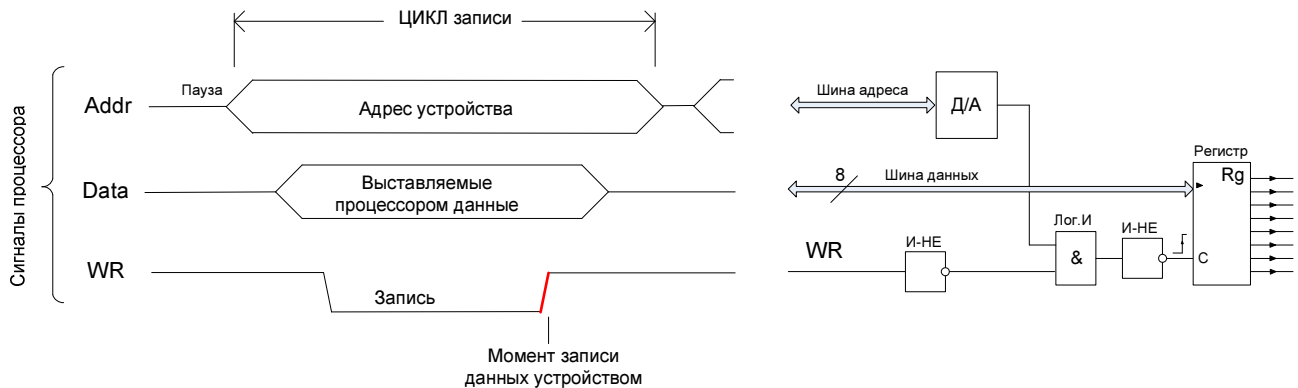 ЦИКЛ записи
Сигналы процессора
Addr
Пауза
Адрес устройства
Data
Выставляемые
процессором данные
WR
Запись
Момент записи
данных устройством
Шина адреса
Д/А
Регистр
8
Шина данных
Rg
Лог.И
И-НЕ
И-НЕ
WR
&
C